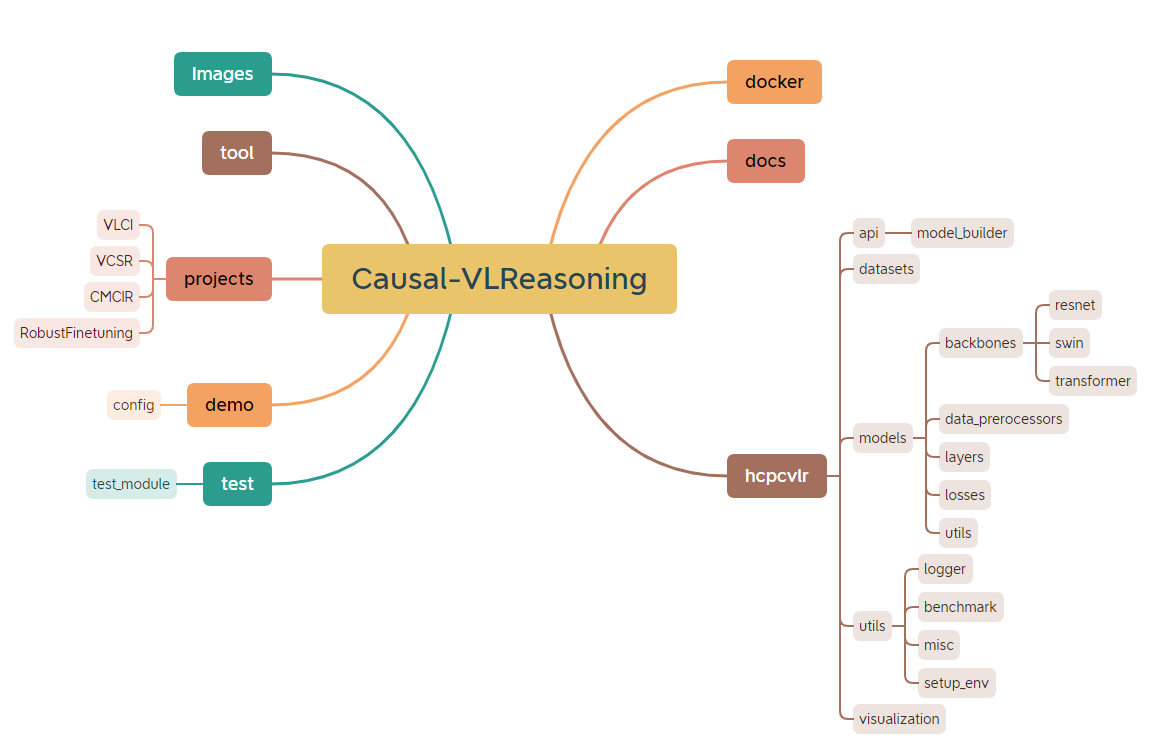 Images
tool
VLCI
VCSR
CMCIR
RobustFinetuning
projects
config
demo
test_module
test
Causal-VLReasoning
docker
docs
hcpcvlr
api
model_builder
datasets
models
backbones
resnet
swin
transformer
data_prerocessors
layers
losses
utils
utils
logger
benchmark
misc
setup_env
visualization